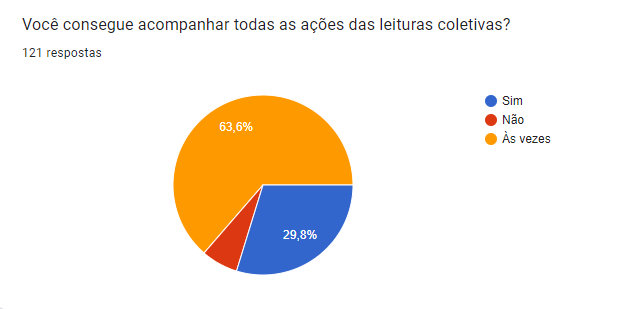 Você consegue acompanhar todas as ações das leituras coletivas?
121 respostas
Sim
Não
Às vezes
63,6%
29,8%